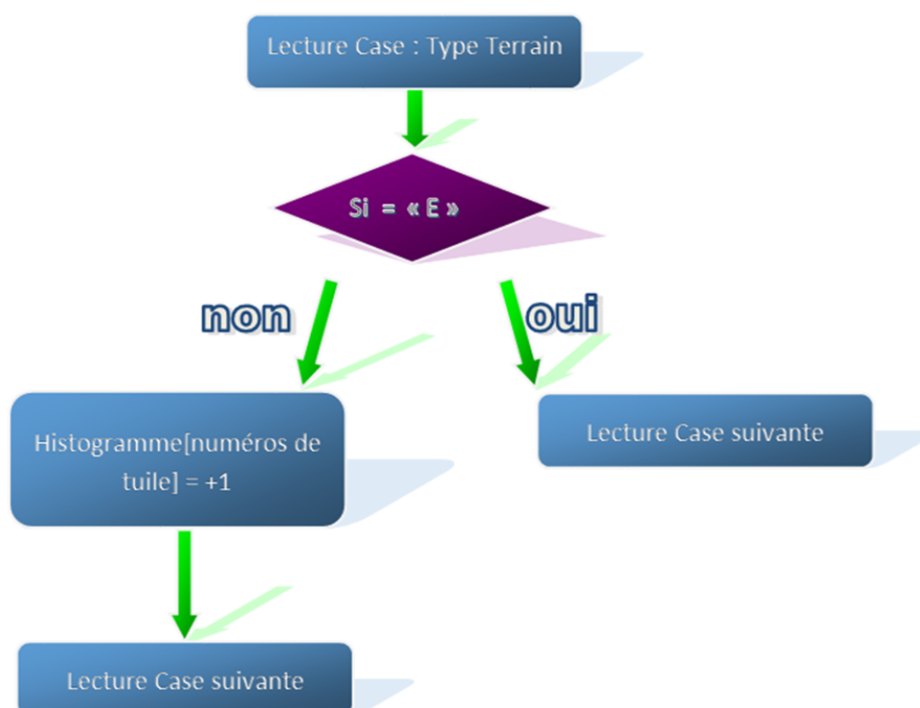 Lecture Case : Type Terrain
Si = « E »
non
oui
Histogramme[numéros de
tuile] = +1
Lecture Case suivante
Lecture Case suivante